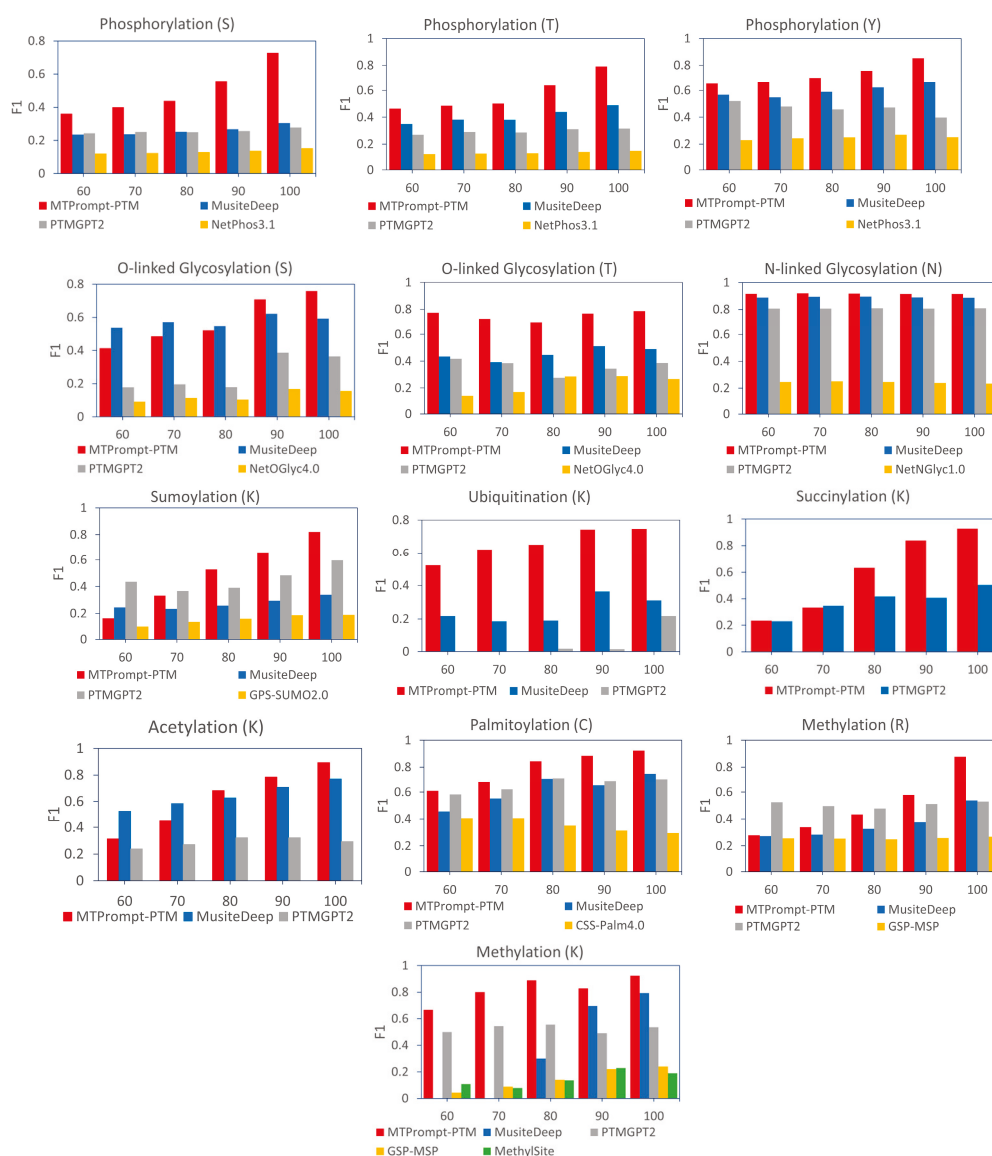 Phosphorylation (S)
0.8
0.6
0.4
0.2
0
F1
60 70 80 90 100
MTPrompt-PTM MusiteDeep
PTMGPT2 NetPhos3.1
Phosphorylation (T)
1
0.8
0.6
0.4
0.2
0
F1
60 70 80 90 100
MTPrompt-PTM MusiteDeep
PTMGPT2 NetPhos3.1
Phosphorylation (Y)
1
0.8
0.6
0.4
0.2
0
F1
60 70 80 90 100
MTPrompt-PTM MusiteDeep
PTMGPT2 NetPhos3.1
O-linked Glycosylation (S)
0.8
0.6
0.4
0.2
0
F1
60 70 80 90 100
MTPrompt-PTM MusiteDeep
PTMGPT2 NetOGlyc4.0
O-linked Glycosylation (T)
1
0.8
0.6
0.4
0.2
0
F1
60 70 80 90 100
MTPrompt-PTM MusiteDeep
PTMGPT2 NetOGlyc4.0
N-linked Glycosylation (N)
1
0.8
0.6
0.4
0.2
0
F1
60 70 80 90 100
MTPrompt-PTM MusiteDeep
PTMGPT2 NetNGlyc1.0
Sumoylation (K)
1
0.8
0.6
0.4
0.2
0
F1
60 70 80 90 100
MTPrompt-PTM MusiteDeep
PTMGPT2 GPS-SUMO2.0
Ubiquitination (K)
0.8
0.6
0.4
0.2
0
F1
60 70 80 90 100
MTPrompt-PTM MusiteDeep PTMGPT2
Succinylation (K)
1
0.8
0.6
0.4
0.2
0
F1
60 70 80 90 100
MTPrompt-PTM PTMGPT2
Acetylation (K)
1
0.8
0.6
0.4
0.2
0
F1
60 70 80 90 100
MTPrompt-PTM MusiteDeep PTMGPT2
Palmitoylation (C)
1
0.8
0.6
0.4
0.2
0
F1
60 70 80 90 100
MTPrompt-PTM MusiteDeep
PTMGPT2 CSS-Palm4.0
Methylation (R)
1
0.8
0.6
0.4
0.2
0
F1
60 70 80 90 100
MTPrompt-PTM MusiteDeep
PTMGPT2 GSP-MSP
Methylation (K)
1
0.8
0.6
0.4
0.2
0
F1
60 70 80 90 100
MTPrompt-PTM MusiteDeep PTMGPT2
GSP-MSP MethylSite